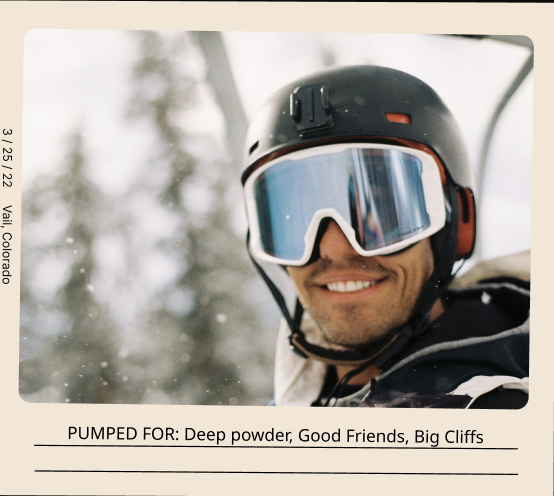 3 / 25 / 22 Vail, Colorado
PUMPED FOR: Deep powder, Good Friends, Big Cliffs